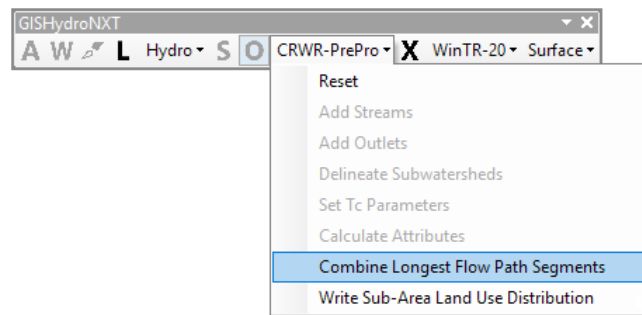 GISHydroNXT
A W L Hydro S O CRWR-PrePro X WinTR-20 Surface
Reset
Add Streams
Add Outlets
Delineate Subwatersheds
Set Tc Parameters
Calculate Attributes
Combine Longest Flow Path Segments
Write Sub-Area Land Use Distribution